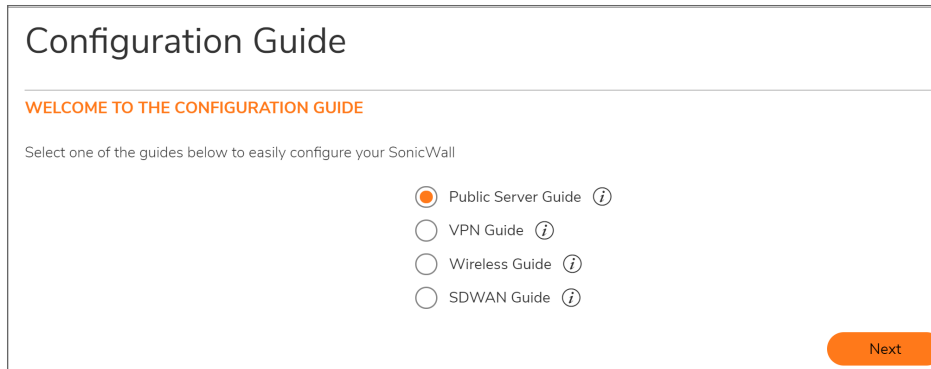 Configuration Guide
WELCOME TO THE CONFIGURATION GUIDE
Select one of the guides below to easily configure your SonicWall
Public Server Guide i
VPN Guide i
Wireless Guide i
SDWAN Guide i
Next